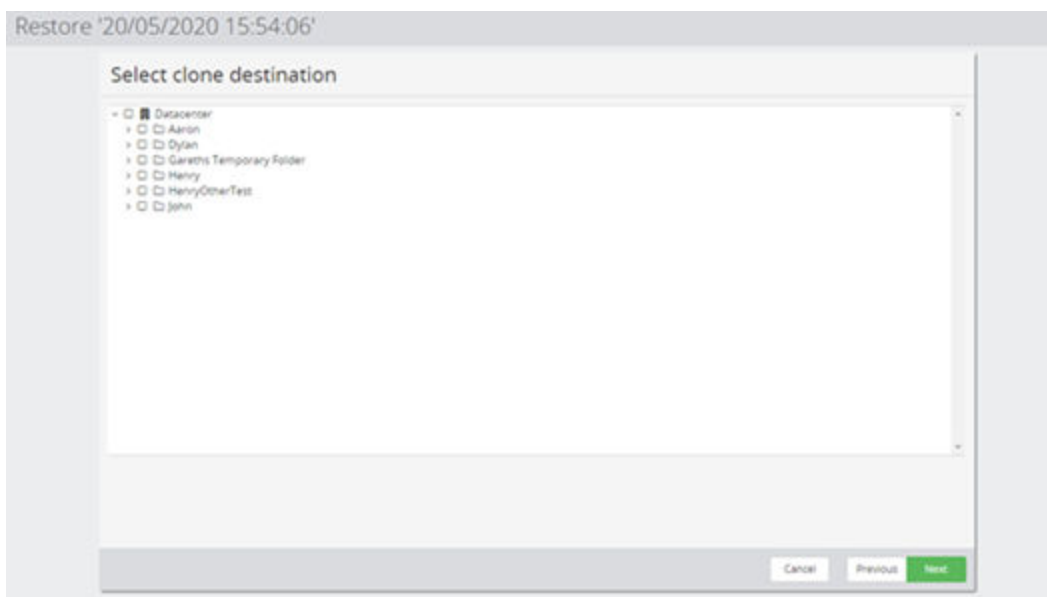 Restore '20/05/2020 15:54:06'
Select clone destination
Datacenter
Aaron
Dylan
Gareths Temporary Folder
Henry
HenryOtherTest
John
Cancel Previous Next